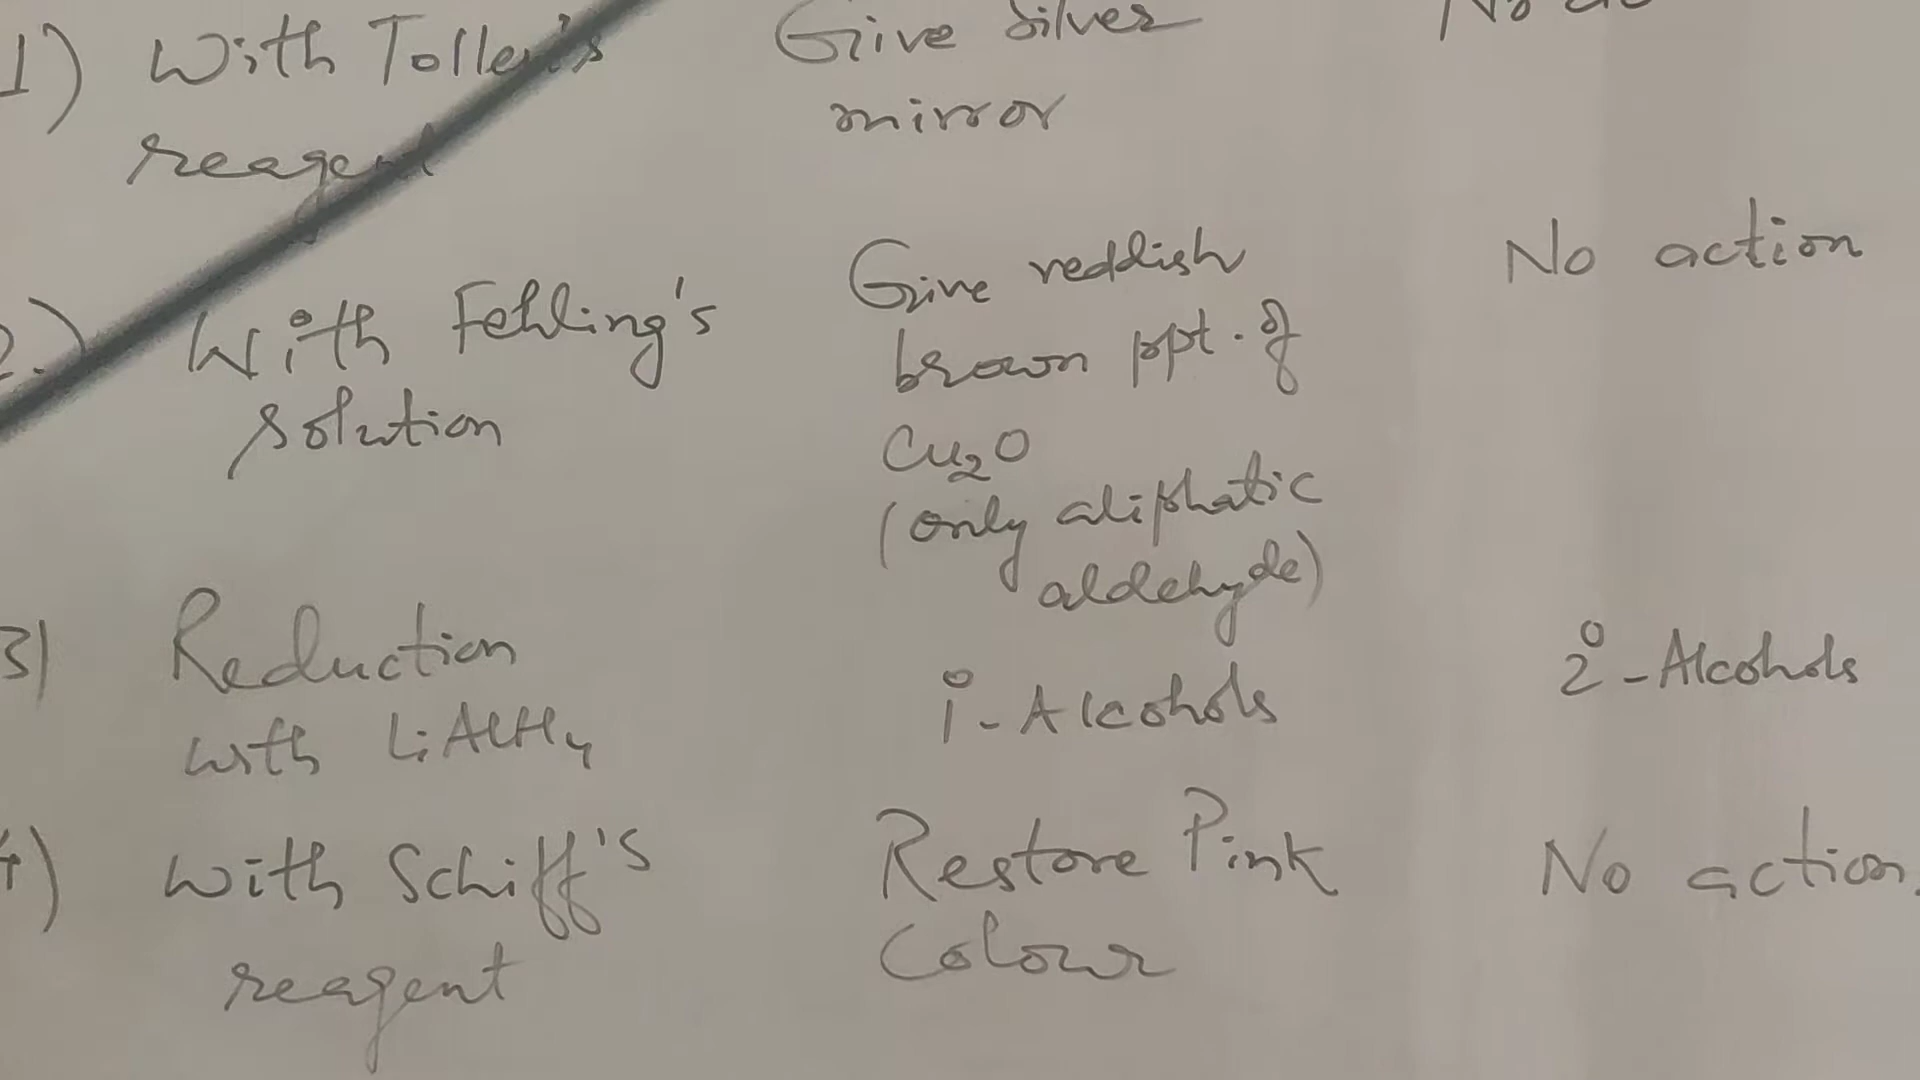 1) With Tollen's Give silver No
reagent mirror
2.) With Fehling's Give reddish No action
solution brown ppt. of
Cu₂O
(only aliphatic
aldehyde)
3) Reduction 1°-Alcohols 2°-Alcohols
with LiAlH₄
4) With Schiff's Restore Pink No action.
reagent Colour